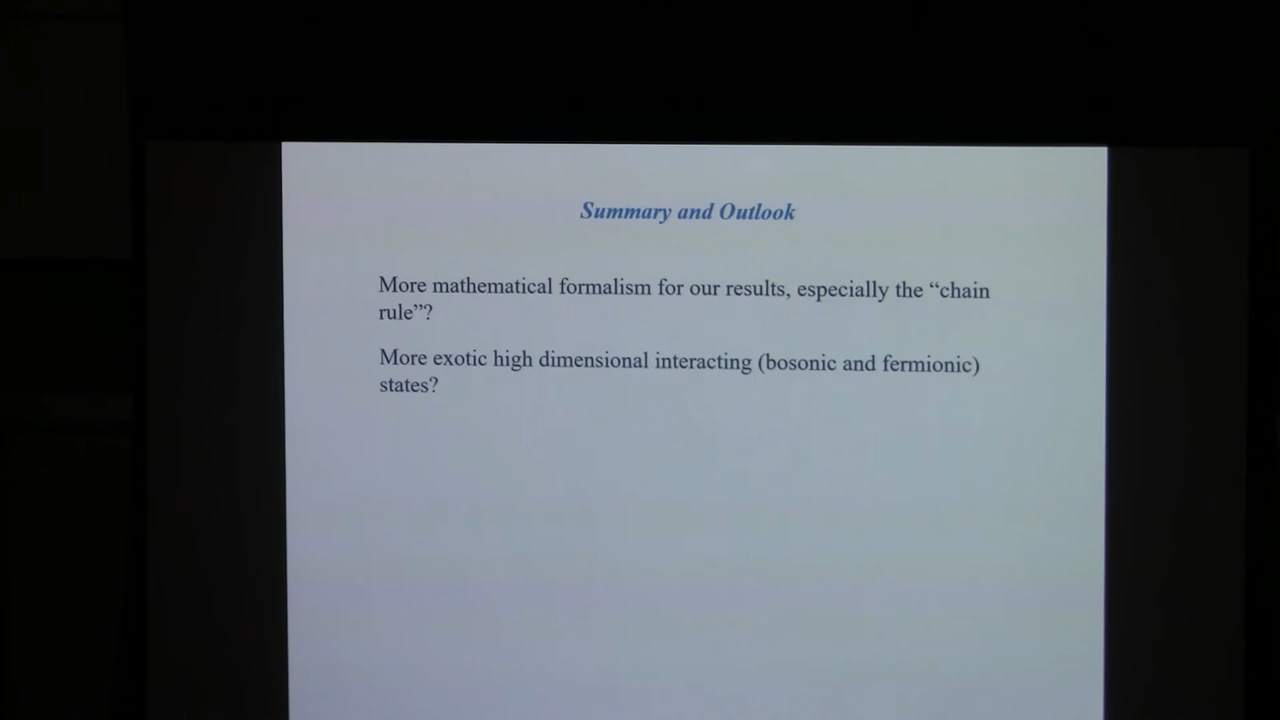 Summary and Outlook
More mathematical formalism for our results, especially the “chain
rule”?
More exotic high dimensional interacting (bosonic and fermionic)
states?